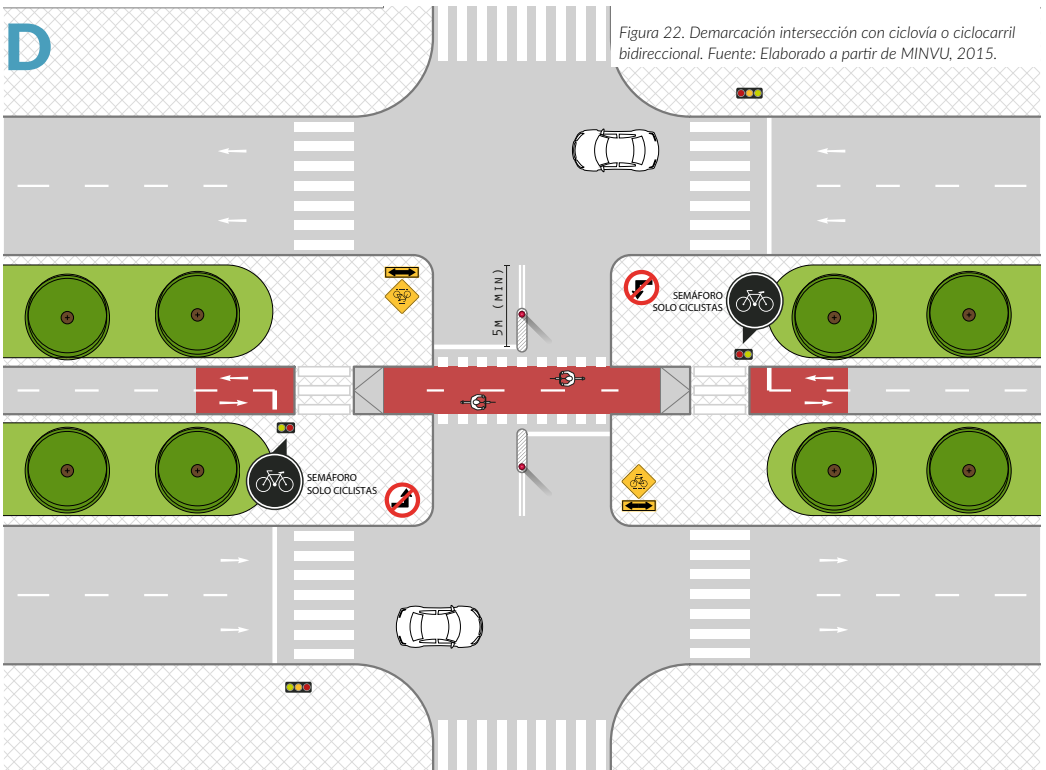 D
Figura 22. Demarcación intersección con ciclovía o ciclocarril
bidireccional. Fuente: Elaborado a partir de MINVU, 2015.
5M (MIN)
SEMÁFORO
SOLO CICLISTAS
SEMÁFORO
SOLO CICLISTAS